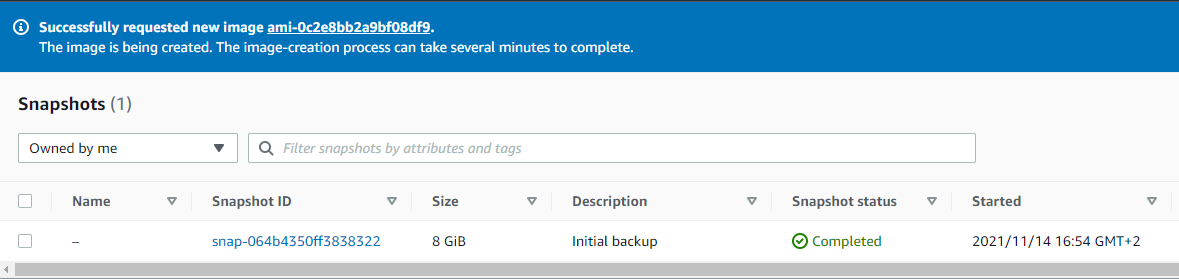 Successfully requested new image ami-0c2e8bb2a9bf08df9.
The image is being created. The image-creation process can take several minutes to complete.
Snapshots (1)
Owned by me Filter snapshots by attributes and tags
Name Snapshot ID Size Description Snapshot status Started
– snap-064b4350ff3838322 8 GiB Initial backup Completed 2021/11/14 16:54 GMT+2